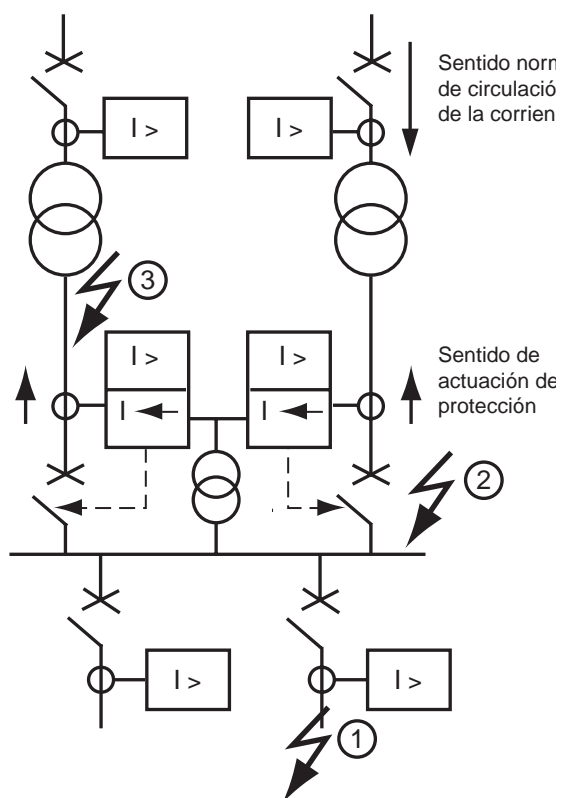 Sentido norm
de circulació
de la corrien
I >
I >
3
I >
I >
Sentido de
actuación de
protección
I
I
2
I >
I >
1